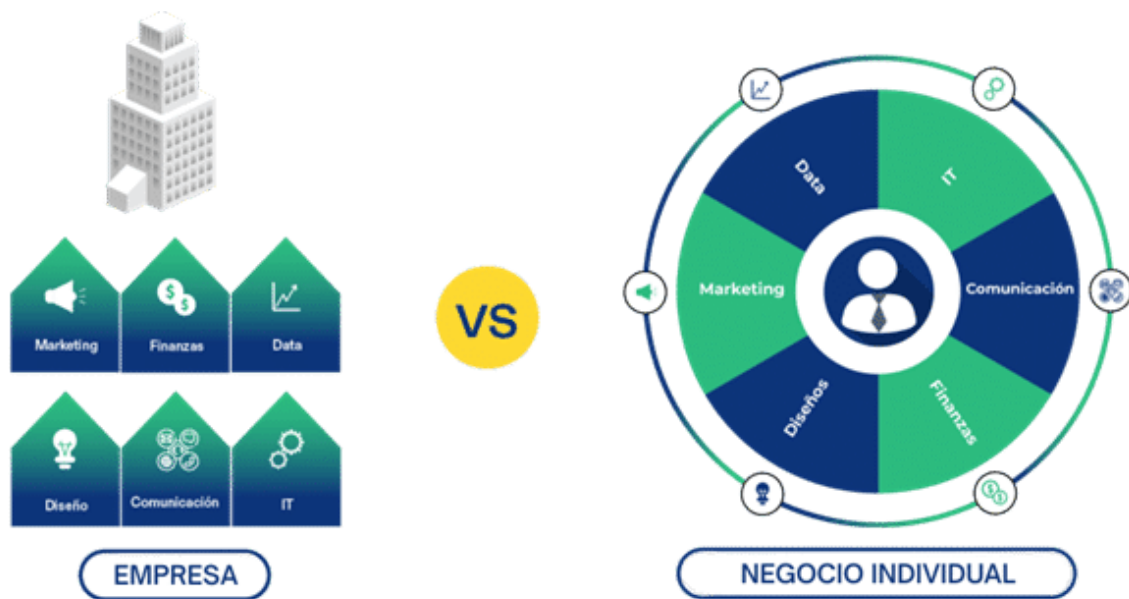 Marketing
Finanzas
Data
Diseño
Comunicación
IT
EMPRESA
VS
Data
IT
Marketing
Comunicación
Diseños
Finanzas
NEGOCIO INDIVIDUAL